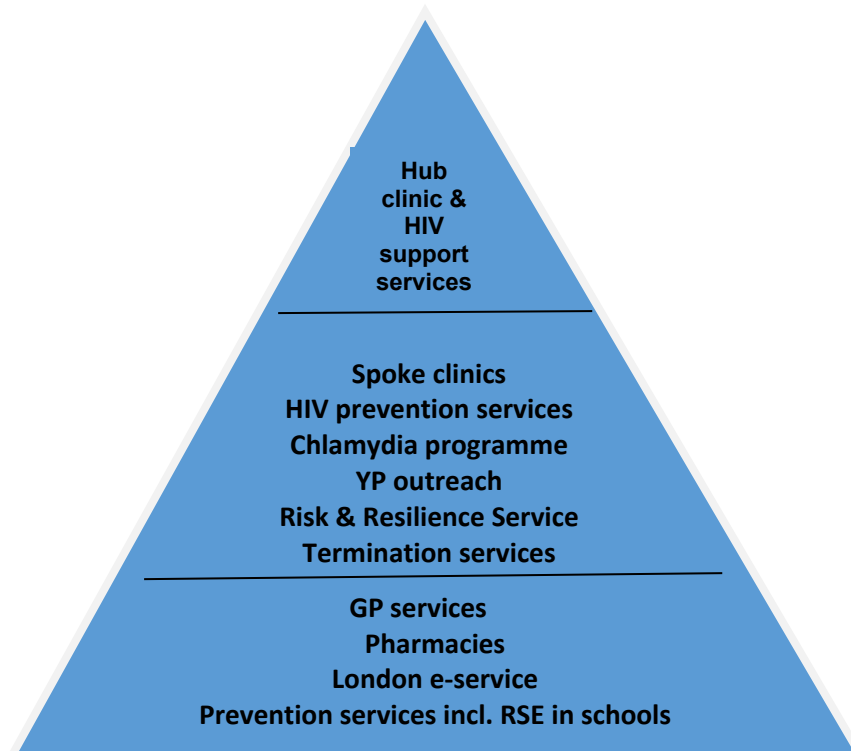 Hub
clinic &
HIV
support
services
Spoke clinics
HIV prevention services
Chlamydia programme
YP outreach
Risk & Resilience Service
Termination services
GP services
Pharmacies
London e-service
Prevention services incl. RSE in schools